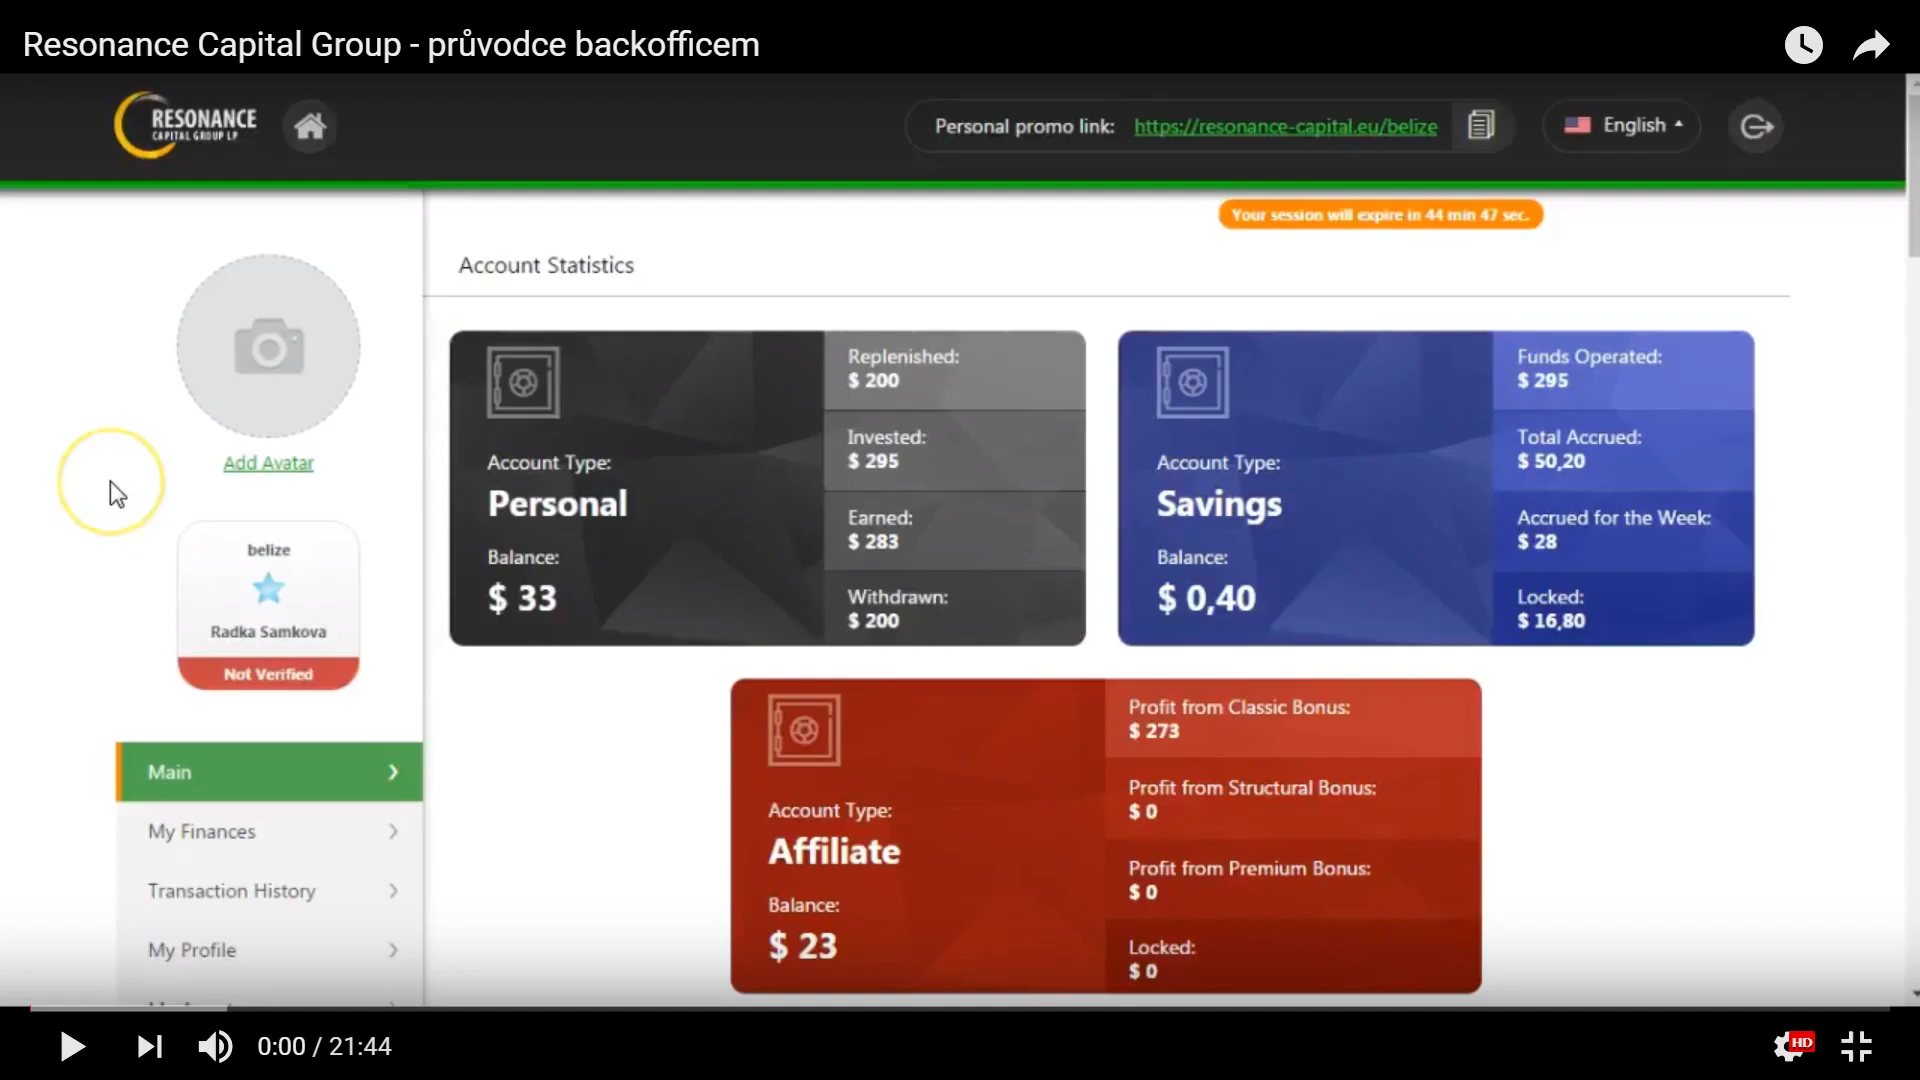 Resonance Capital Group - průvodce backofficem
RESONANCE
CAPITAL GROUP LP
Personal promo link: https://resonance-capital.eu/belize
English
Your session will expire in 44 min 47 sec.
Account Statistics
Add Avatar
belize
Radka Samkova
Not Verified
Main
My Finances
Transaction History
My Profile
Account Type:
Personal
Balance:
$ 33
Replenished:
$ 200
Invested:
$ 295
Earned:
$ 283
Withdrawn:
$ 200
Account Type:
Savings
Balance:
$ 0,40
Funds Operated:
$ 295
Total Accrued:
$ 50,20
Accrued for the Week:
$ 28
Locked:
$ 16,80
Account Type:
Affiliate
Balance:
$ 23
Profit from Classic Bonus:
$ 273
Profit from Structural Bonus:
$ 0
Profit from Premium Bonus:
$ 0
Locked:
$ 0
0:00 / 21:44
HD